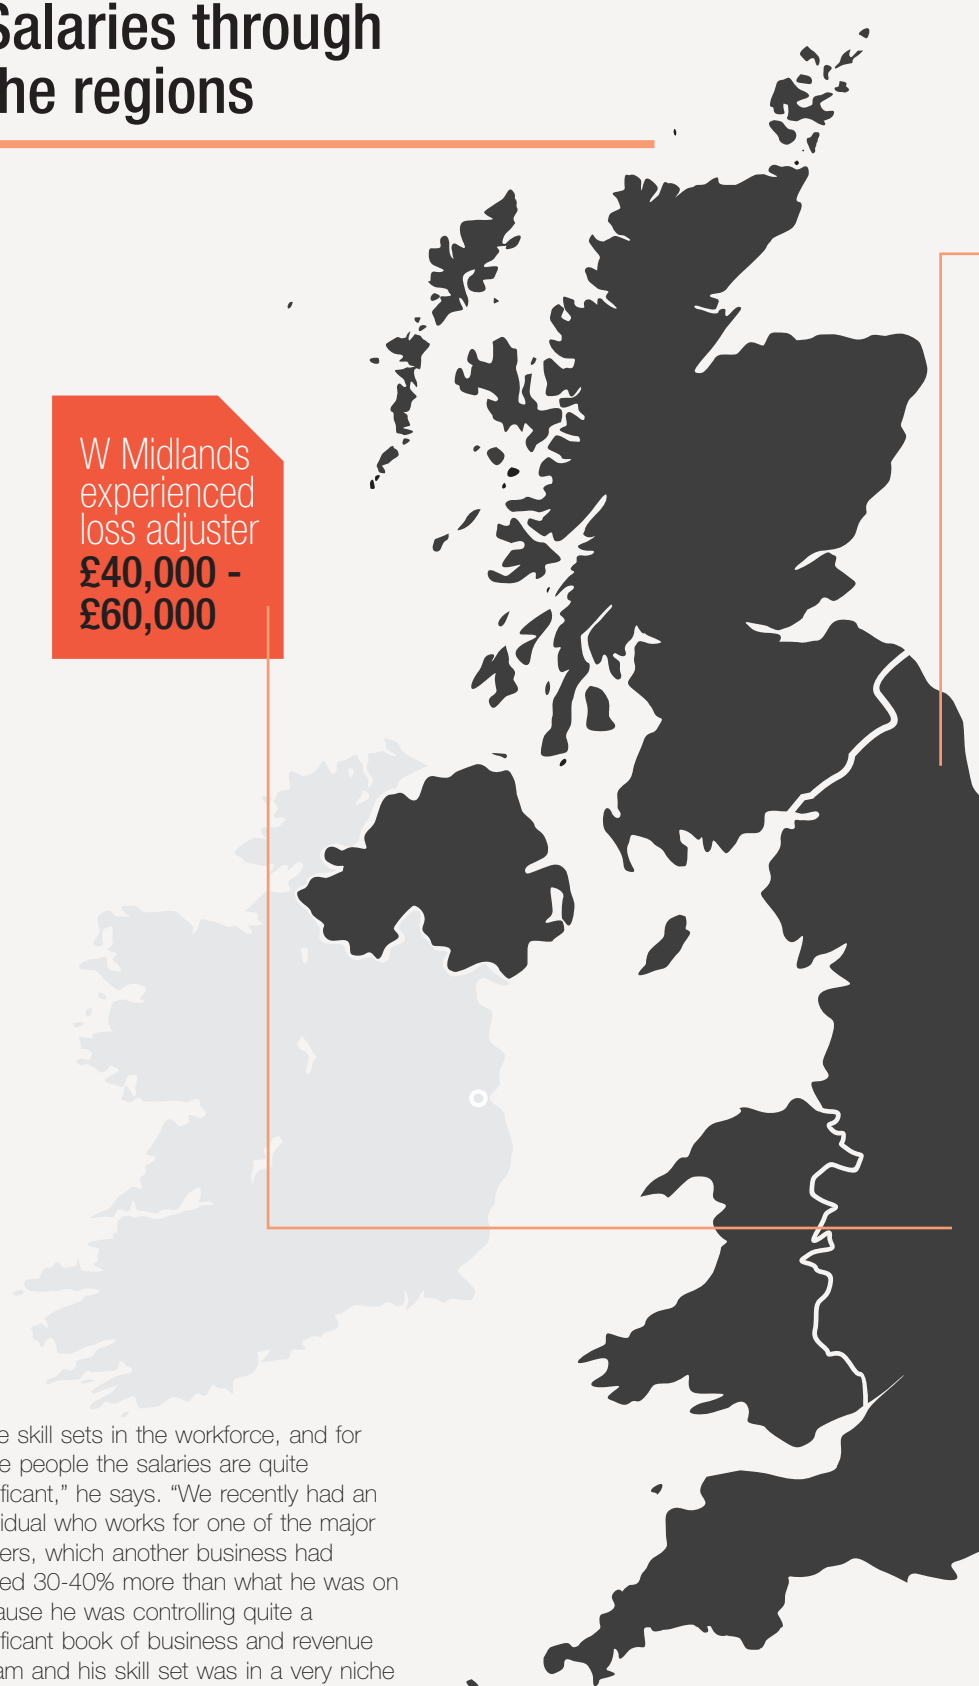 Salaries through
the regions
W Midlands
experienced
loss adjuster
£40,000 -
£60,000
e skill sets in the workforce, and for
e people the salaries are quite
ficant,” he says. “We recently had an
vidual who works for one of the major
ers, which another business had
ed 30-40% more than what he was on
ause he was controlling quite a
ficant book of business and revenue
am and his skill set was in a very niche